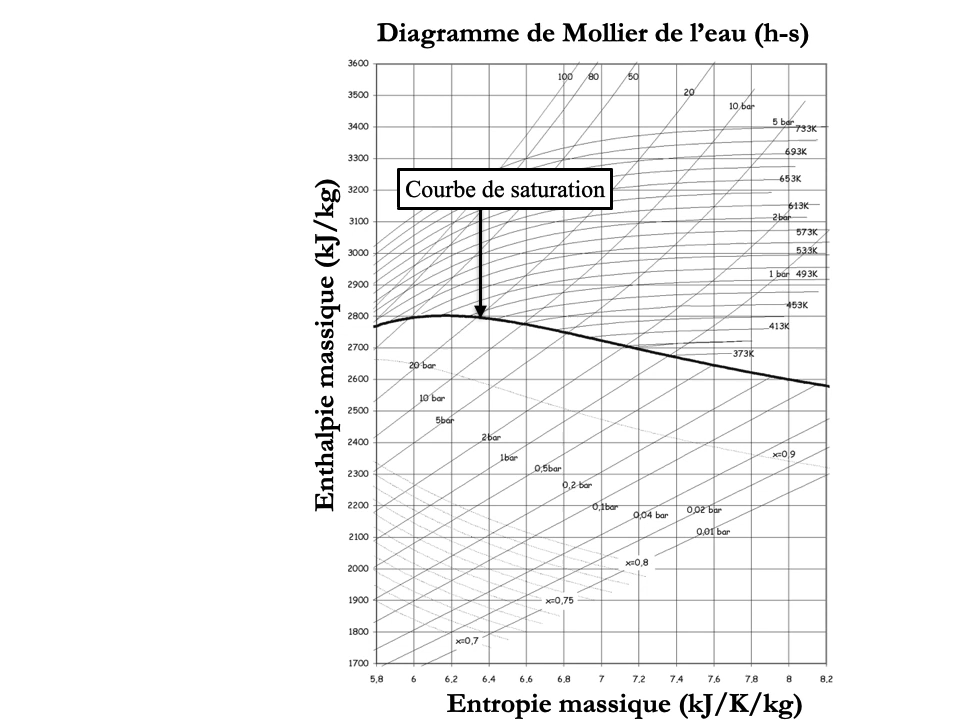 Diagramme de Mollier de l’eau (h-s)
3600
100 80 50
3500
20
10 bar
3400
5 bar
733K
3300
693K
Courbe de saturation
3200
653K
613K
3100
2bar
573K
3000
533K
2900
1 bar 493K
2800
453K
413K
2700
373K
2600
20 bar
10 bar
2500
5bar
2400
2bar
1bar
x=0,9
2300
0,5bar
0,2 bar
2200
0,1bar
0,04 bar
0,02 bar
2100
0,01 bar
2000
x=0,8
1900
x=0,75
1800
x=0,7
1700
5,8 6 6,2 6,4 6,6 6,8 7 7,2 7,4 7,6 7,8 8 8,2
Enthalpie massique (kJ/kg)
Entropie massique (kJ/K/kg)